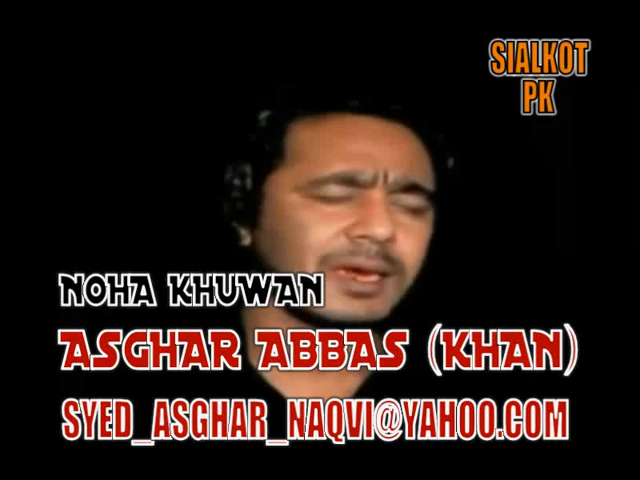 SIALKOT
PK
NOHA KHUWAN
ASGHAR ABBAS (KHAN)
SYED_ASGHAR_NAQVI@YAHOO.COM